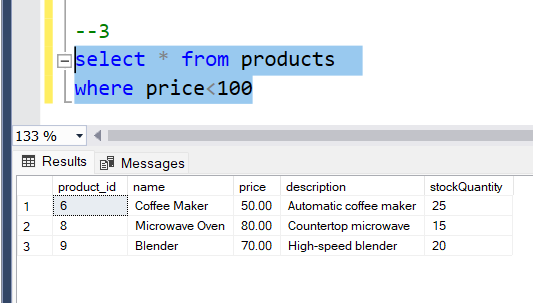 --3
select * from products
where price<100
133 %
Results Messages
product_id name price description stockQuantity
1 6 Coffee Maker 50.00 Automatic coffee maker 25
2 8 Microwave Oven 80.00 Countertop microwave 15
3 9 Blender 70.00 High-speed blender 20